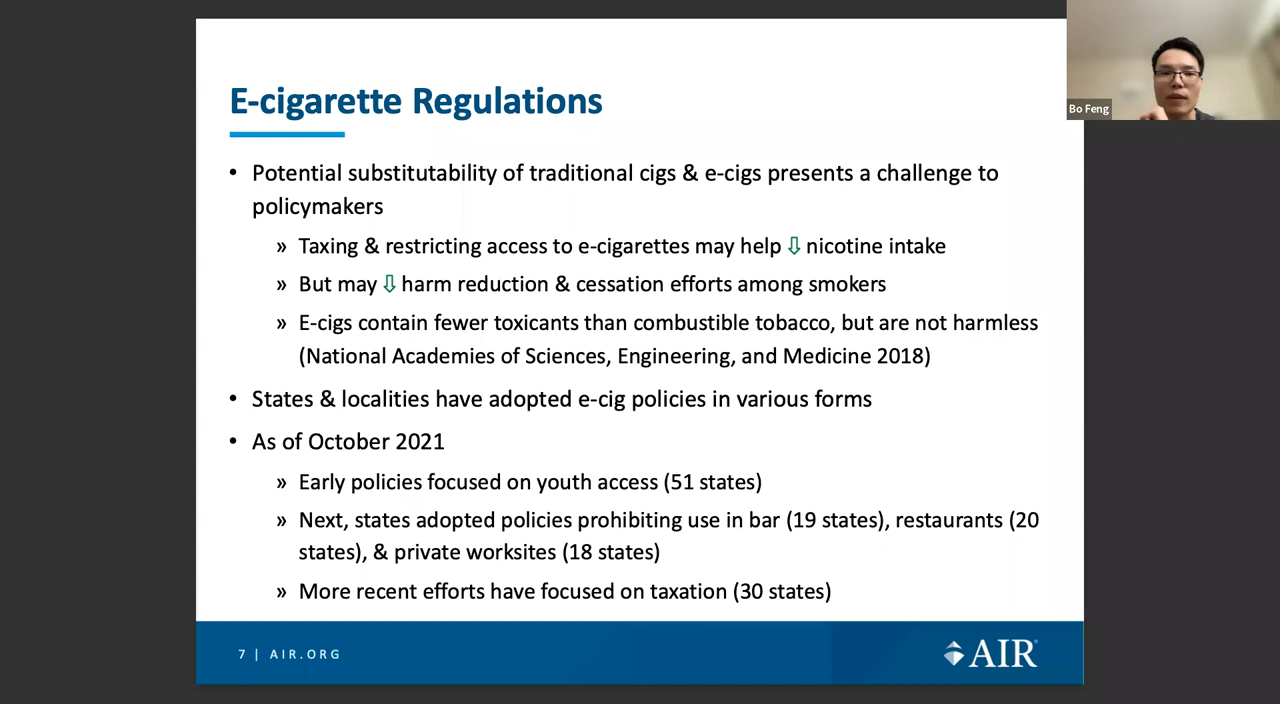 E-cigarette Regulations
Bo Feng
• Potential substitutability of traditional cigs & e-cigs presents a challenge to
policymakers
» Taxing & restricting access to e-cigarettes may help ⇩ nicotine intake
» But may ⇩ harm reduction & cessation efforts among smokers
» E-cigs contain fewer toxicants than combustible tobacco, but are not harmless
(National Academies of Sciences, Engineering, and Medicine 2018)
• States & localities have adopted e-cig policies in various forms
• As of October 2021
» Early policies focused on youth access (51 states)
» Next, states adopted policies prohibiting use in bar (19 states), restaurants (20
states), & private worksites (18 states)
» More recent efforts have focused on taxation (30 states)
7 | AIR.ORG
AIR®